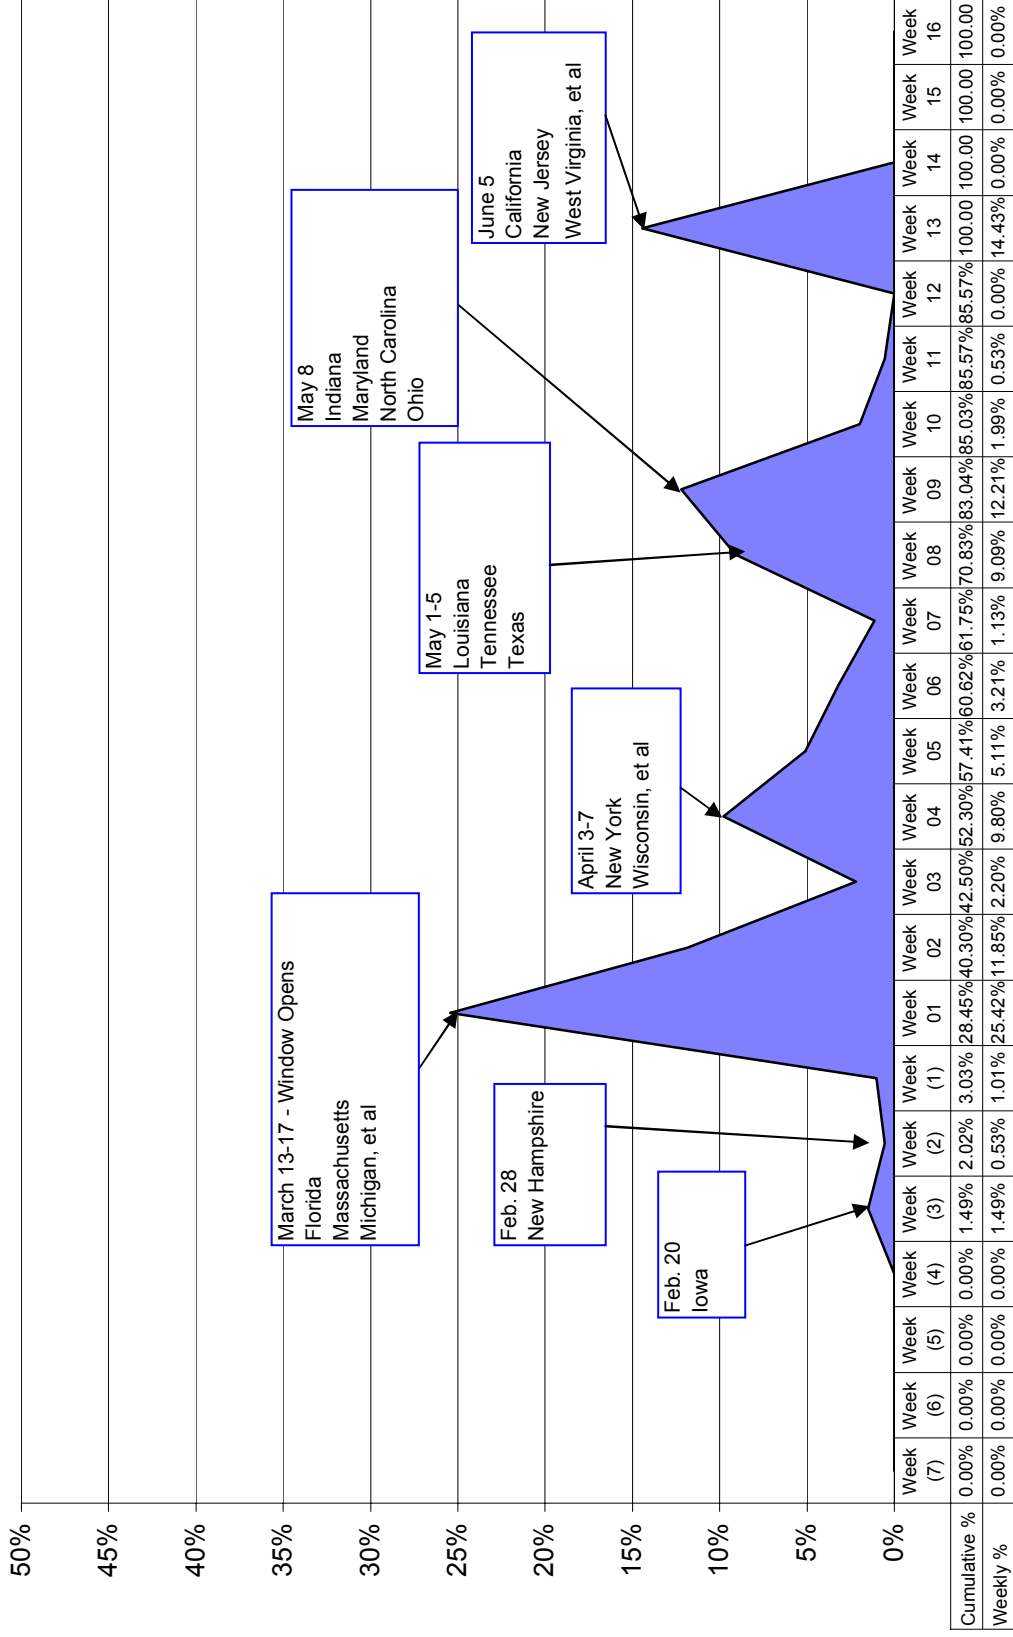 50%
45%
40%
35%
30%
25%
20%
15%
10%
5%
0%
March 13-17 - Window Opens
Florida
Massachusetts
Michigan, et al
Feb. 28
New Hampshire
Feb. 20
Iowa
April 3-7
New York
Wisconsin, et al
May 1-5
Louisiana
Tennessee
Texas
May 8
Indiana
Maryland
North Carolina
Ohio
June 5
California
New Jersey
West Virginia, et al
Week Week Week Week Week Week Week Week Week Week Week Week Week Week Week Week Week Week Week Week Week Week Week
(7) (6) (5) (4) (3) (2) (1) 01 02 03 04 05 06 07 08 09 10 11 12 13 14 15 16
Cumulative % 0.00% 0.00% 0.00% 0.00% 1.49% 2.02% 3.03% 28.45% 40.30% 42.50% 52.30% 57.41% 60.62% 61.75% 70.83% 83.04% 85.03% 85.57% 85.57% 100.00 100.00 100.00 100.00
Weekly % 0.00% 0.00% 0.00% 0.00% 1.49% 0.53% 1.01% 25.42% 11.85% 2.20% 9.80% 5.11% 3.21% 1.13% 9.09% 12.21% 1.99% 0.53% 0.00% 14.43% 0.00% 0.00% 0.00%